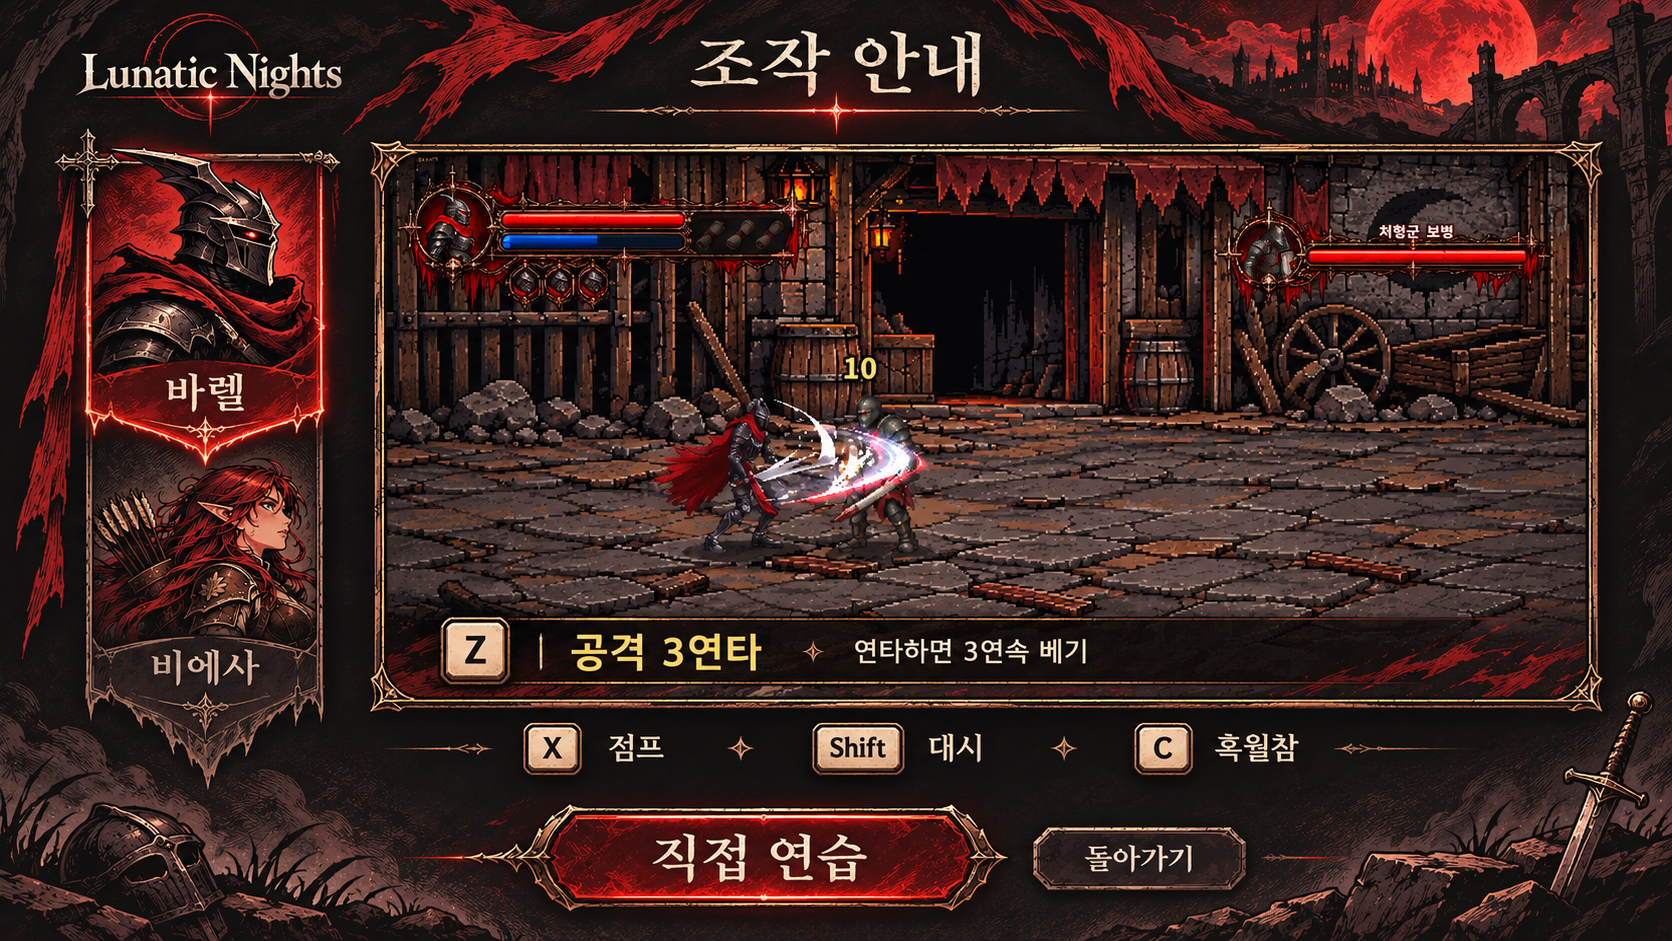 Lunatic Nights
조작 안내
바렐
비에사
처형군 보병
10
Z 공격 3연타 연타하면 3연속 베기
X 점프 Shift 대시 C 흑월참
직접 연습
돌아가기